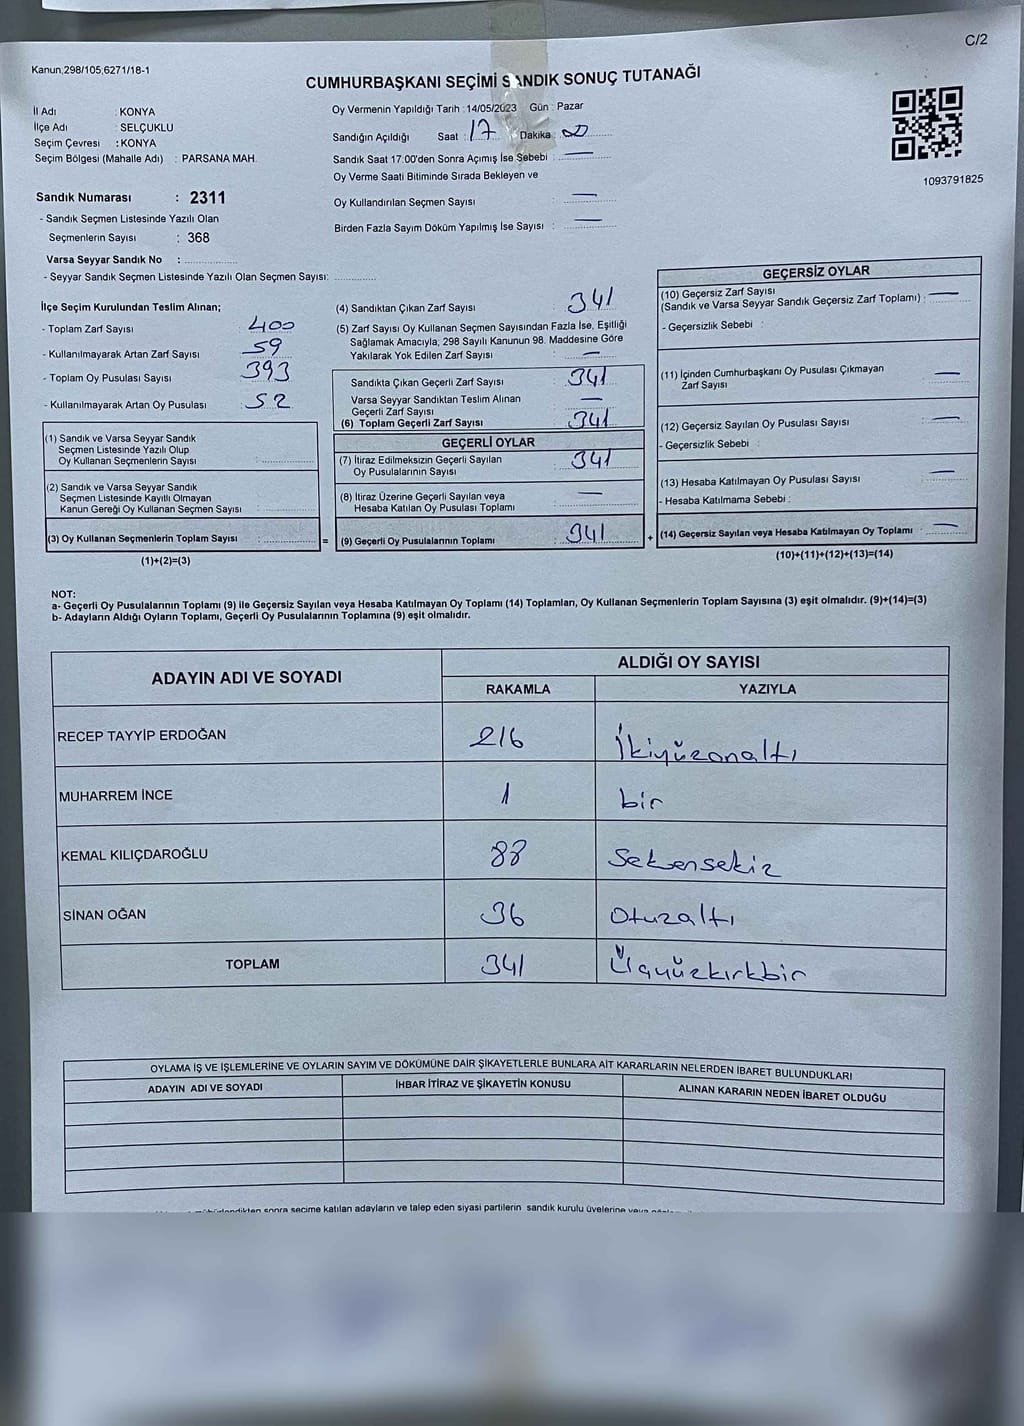 C/2
Kanun;298/105;6271/18-1
CUMHURBAŞKANI SEÇİMİ SANDIK SONUÇ TUTANAĞI
İl Adı : KONYA
İlçe Adı : SELÇUKLU
Seçim Çevresi : KONYA
Seçim Bölgesi (Mahalle Adı) : PARSANA MAH.
Oy Vermenin Yapıldığı Tarih : 14/05/2023 Gün : Pazar
Sandığın Açıldığı Saat : 17 Dakika : 00
Sandık Saat 17:00'den Sonra Açımış İse Sebebi : —
Oy Verme Saati Bitiminde Sırada Bekleyen ve
Oy Kullandırılan Seçmen Sayısı : —
Birden Fazla Sayım Döküm Yapılmış İse Sayısı : —
1093791825
Sandık Numarası : 2311
- Sandık Seçmen Listesinde Yazılı Olan
Seçmenlerin Sayısı : 368
Varsa Seyyar Sandık No :
- Seyyar Sandık Seçmen Listesinde Yazılı Olan Seçmen Sayısı:
İlçe Seçim Kurulundan Teslim Alınan;
- Toplam Zarf Sayısı : 400
- Kullanılmayarak Artan Zarf Sayısı : 59
- Toplam Oy Pusulası Sayısı : 393
- Kullanılmayarak Artan Oy Pusulası : 52
(1) Sandık ve Varsa Seyyar Sandık
Seçmen Listesinde Yazılı Olup
Oy Kullanan Seçmenlerin Sayısı :
(2) Sandık ve Varsa Seyyar Sandık
Seçmen Listesinde Kayıtlı Olmayan
Kanun Gereği Oy Kullanan Seçmen Sayısı :
(3) Oy Kullanan Seçmenlerin Toplam Sayısı :
(1)+(2)=(3)
(4) Sandıktan Çıkan Zarf Sayısı : 341
(5) Zarf Sayısı Oy Kullanan Seçmen Sayısından Fazla İse, Eşitliği
Sağlamak Amacıyla; 298 Sayılı Kanunun 98. Maddesine Göre
Yakılarak Yok Edilen Zarf Sayısı : —
Sandıkta Çıkan Geçerli Zarf Sayısı : 341
Varsa Seyyar Sandıktan Teslim Alınan
Geçerli Zarf Sayısı : —
(6) Toplam Geçerli Zarf Sayısı : 341
GEÇERLİ OYLAR
(7) İtiraz Edilmeksizin Geçerli Sayılan
Oy Pusulalarının Sayısı : 341
(8) İtiraz Üzerine Geçerli Sayılan veya
Hesaba Katılan Oy Pusulası Toplamı : —
= (9) Geçerli Oy Pusulalarının Toplamı : 341
GEÇERSİZ OYLAR
(10) Geçersiz Zarf Sayısı
(Sandık ve Varsa Seyyar Sandık Geçersiz Zarf Toplamı) : —
- Geçersizlik Sebebi :
(11) İçinden Cumhurbaşkanı Oy Pusulası Çıkmayan
Zarf Sayısı : —
(12) Geçersiz Sayılan Oy Pusulası Sayısı : —
- Geçersizlik Sebebi :
(13) Hesaba Katılmayan Oy Pusulası Sayısı : —
- Hesaba Katılmama Sebebi :
+ (14) Geçersiz Sayılan veya Hesaba Katılmayan Oy Toplamı : —
(10)+(11)+(12)+(13)=(14)
NOT:
a- Geçerli Oy Pusulalarının Toplamı (9) ile Geçersiz Sayılan veya Hesaba Katılmayan Oy Toplamı (14) Toplamları, Oy Kullanan Seçmenlerin Toplam Sayısına (3) eşit olmalıdır. (9)+(14)=(3)
b- Adayların Aldığı Oyların Toplamı, Geçerli Oy Pusulalarının Toplamına (9) eşit olmalıdır.
ADAYIN ADI VE SOYADI
ALDIĞI OY SAYISI
RAKAMLA YAZIYLA
RECEP TAYYİP ERDOĞAN 216 İkiyüzonaltı
MUHARREM İNCE 1 bir
KEMAL KILIÇDAROĞLU 88 Seksensekiz
SİNAN OĞAN 36 Otuzaltı
TOPLAM 341 Üçyüzkırkbir
OYLAMA İŞ VE İŞLEMLERİNE VE OYLARIN SAYIM VE DÖKÜMÜNE DAİR ŞİKAYETLERLE BUNLARA AİT KARARLARIN NELERDEN İBARET BULUNDUKLARI
ADAYIN ADI VE SOYADI İHBAR İTİRAZ VE ŞİKAYETİN KONUSU ALINAN KARARIN NEDEN İBARET OLDUĞU
sonra seçime katılan adayların ve talep eden siyasi partilerin sandık kurulu üyelerine veya